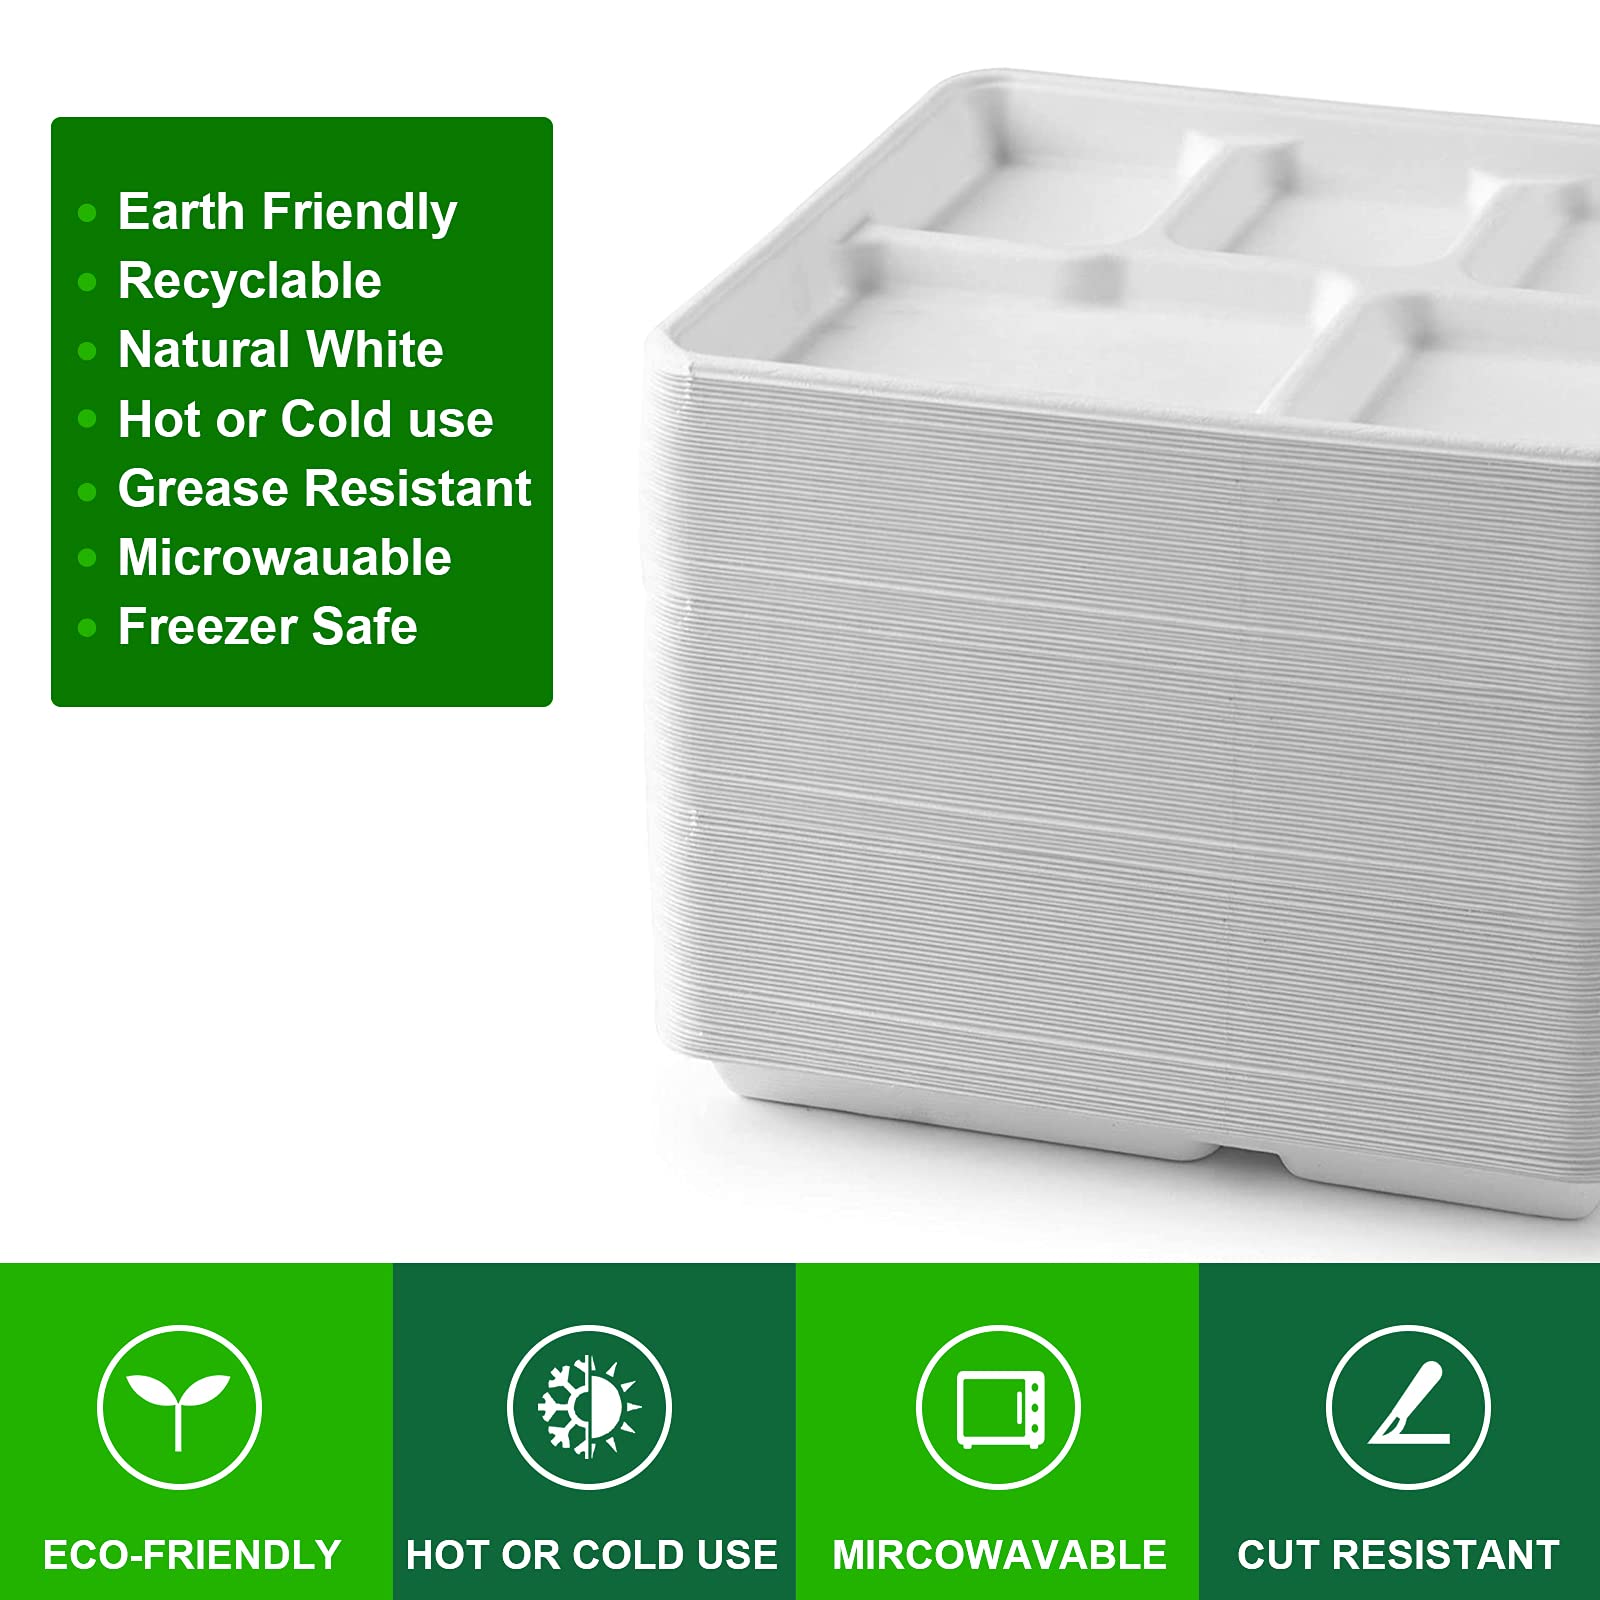 Earth Friendly
Recyclable
Natural White
Hot or Cold use
Grease Resistant
Microwauable
Freezer Safe
ECO-FRIENDLY
HOT OR COLD USE
MIRCOWAVABLE
CUT RESISTANT